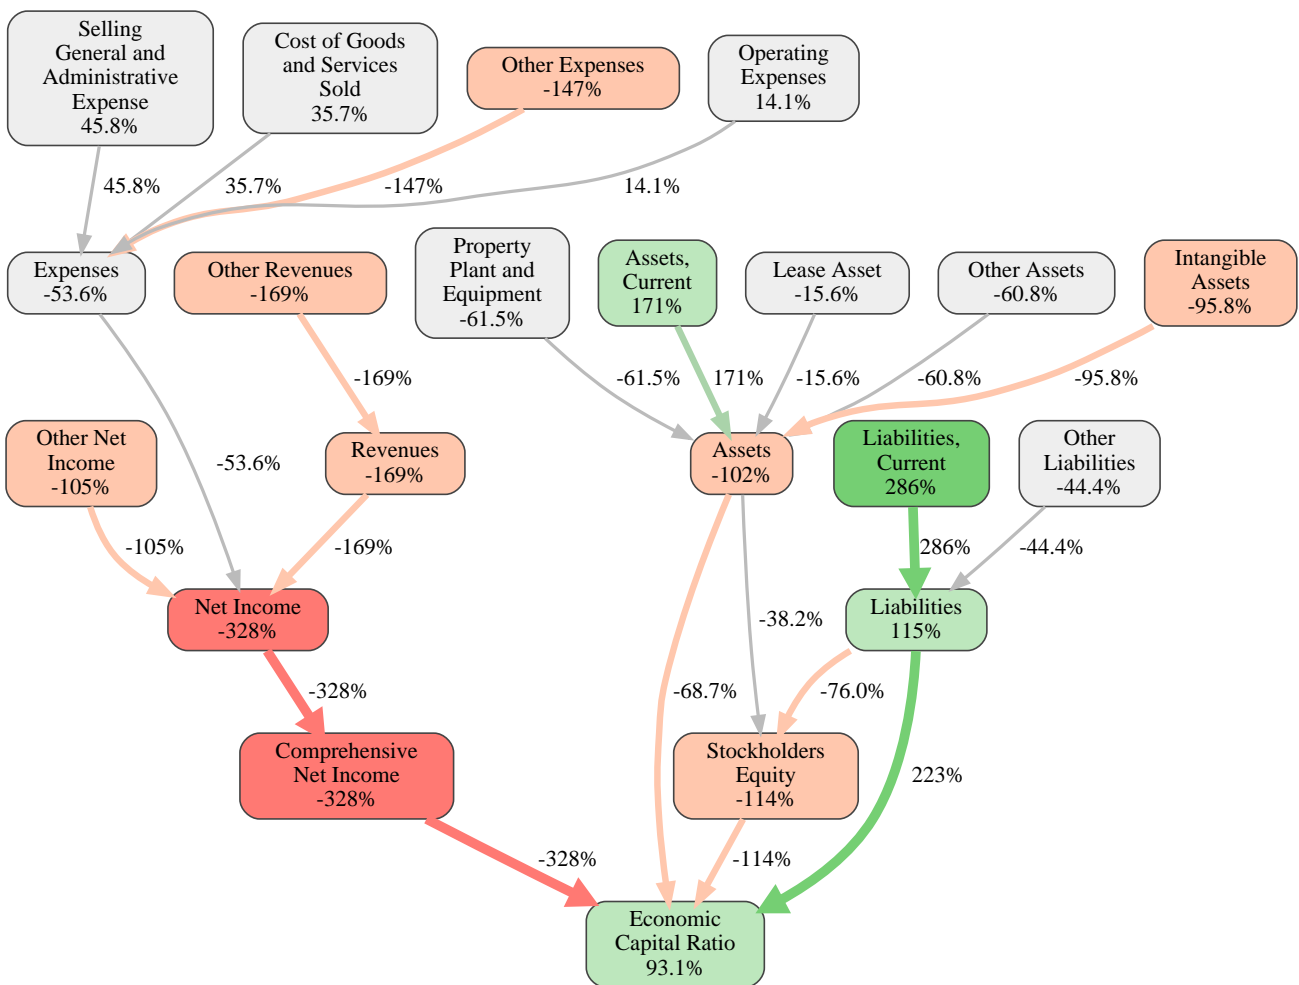 Selling
General and
Administrative
Expense
45.8%
Cost of Goods
and Services
Sold
35.7%
Other Expenses
-147%
Operating
Expenses
14.1%
45.8%
35.7%
-147%
14.1%
Expenses
-53.6%
Other Revenues
-169%
Property
Plant and
Equipment
-61.5%
Assets,
Current
171%
Lease Asset
-15.6%
Other Assets
-60.8%
Intangible
Assets
-95.8%
-169%
-61.5%
171%
-15.6%
-60.8%
-95.8%
Other Net
Income
-105%
-53.6%
Revenues
-169%
Assets
-102%
Liabilities,
Current
286%
Other
Liabilities
-44.4%
-105%
-169%
286%
-44.4%
Net Income
-328%
-38.2%
Liabilities
115%
-328%
-68.7%
-76.0%
Comprehensive
Net Income
-328%
Stockholders
Equity
-114%
223%
-328%
-114%
Economic
Capital Ratio
93.1%